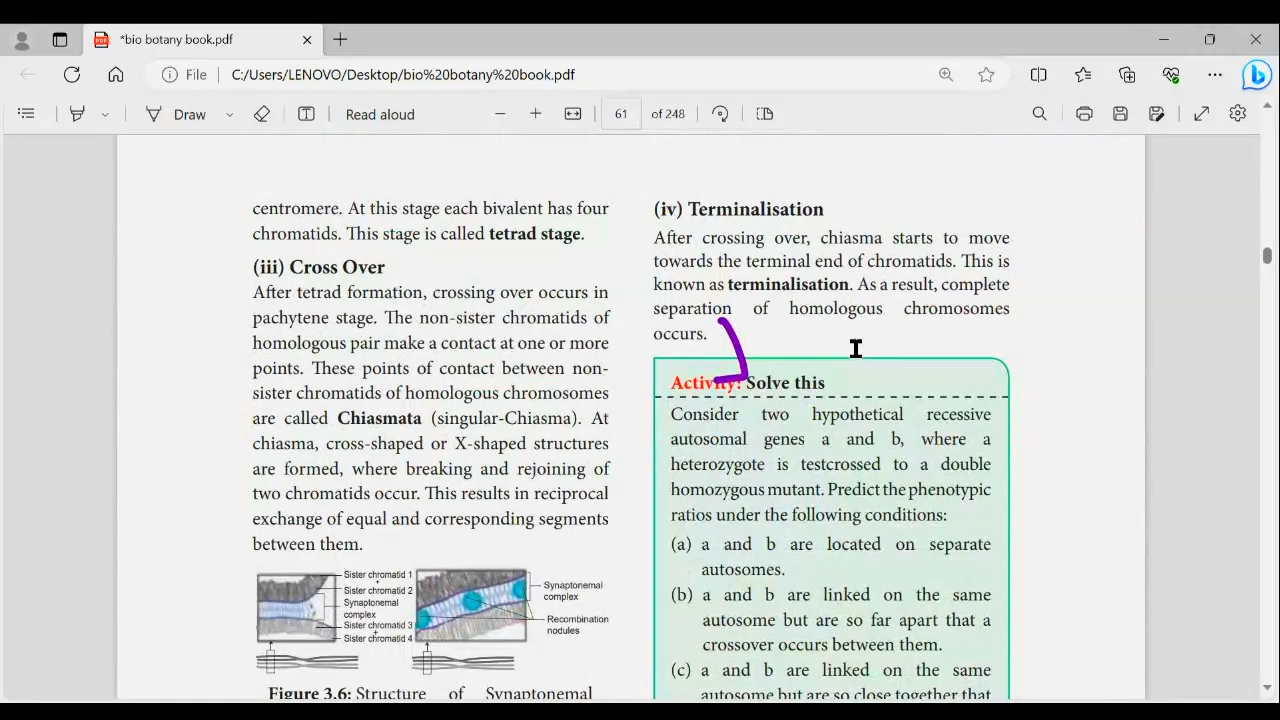 *bio botany book.pdf
File C:/Users/LENOVO/Desktop/bio%20botany%20book.pdf
Draw
Read aloud
61 of 248
centromere. At this stage each bivalent has four
chromatids. This stage is called tetrad stage.
(iii) Cross Over
After tetrad formation, crossing over occurs in
pachytene stage. The non-sister chromatids of
homologous pair make a contact at one or more
points. These points of contact between non-
sister chromatids of homologous chromosomes
are called Chiasmata (singular-Chiasma). At
chiasma, cross-shaped or X-shaped structures
are formed, where breaking and rejoining of
two chromatids occur. This results in reciprocal
exchange of equal and corresponding segments
between them.
Sister chromatid 1
+
Sister chromatid 2
Synaptonemal
complex
Sister chromatid 3
+
Sister chromatid 4
Synaptonemal
complex
Recombination
nodules
Figure 3.6: Structure of Synaptonemal
(iv) Terminalisation
After crossing over, chiasma starts to move
towards the terminal end of chromatids. This is
known as terminalisation. As a result, complete
separation of homologous chromosomes
occurs.
Activity: Solve this
Consider two hypothetical recessive
autosomal genes a and b, where a
heterozygote is testcrossed to a double
homozygous mutant. Predict the phenotypic
ratios under the following conditions:
(a) a and b are located on separate
autosomes.
(b) a and b are linked on the same
autosome but are so far apart that a
crossover occurs between them.
(c) a and b are linked on the same
autosome but are so close together that